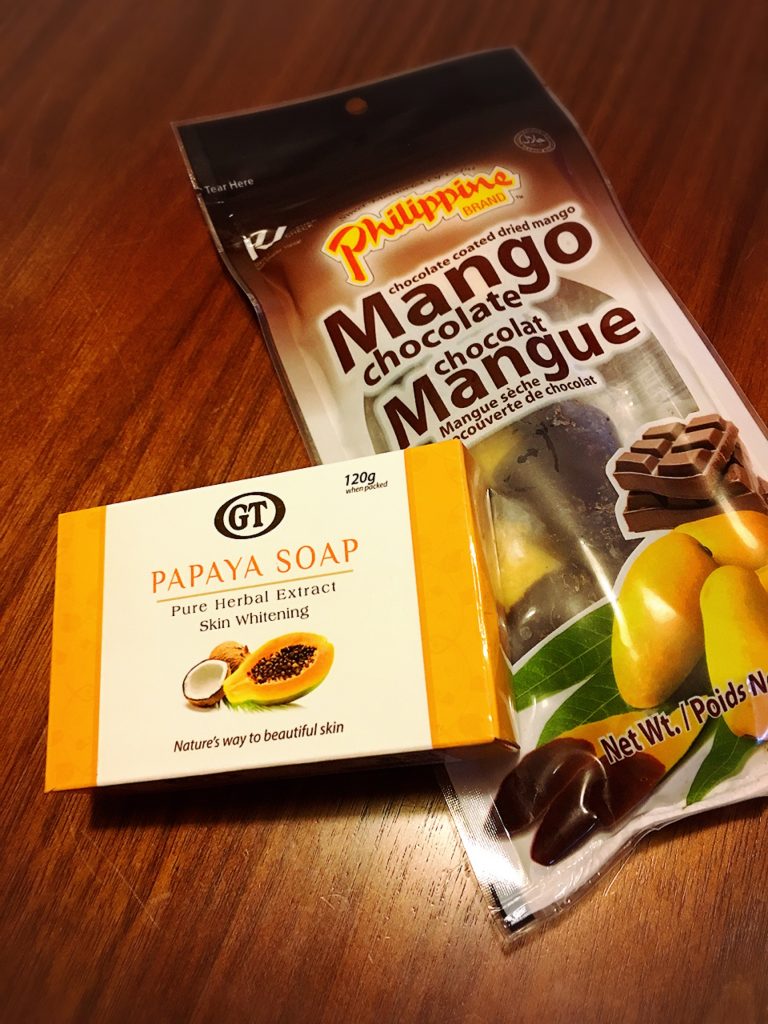 Tear Here
Philippine
BRAND™
chocolate coated dried mango
Mango
chocolate
chocolat
Mangue
Mangue sèche
couverte de chocolat
Net Wt. / Poids
120g
when packed
GT
PAPAYA SOAP
Pure Herbal Extract
Skin Whitening
Nature's way to beautiful skin